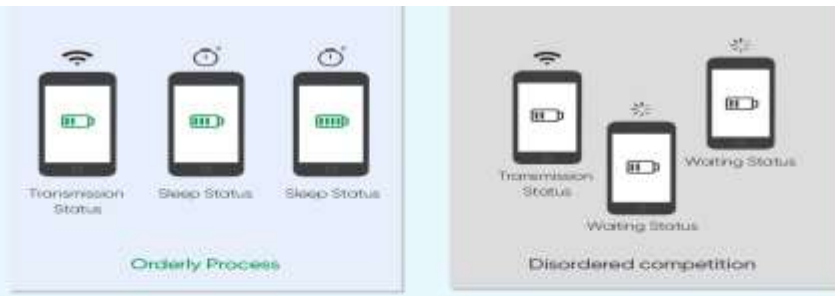 Transmission
Status
Sleep Status
Sleep Status
Orderly Process
Transmission
Status
Waiting Status
Waiting Status
Disordered competition